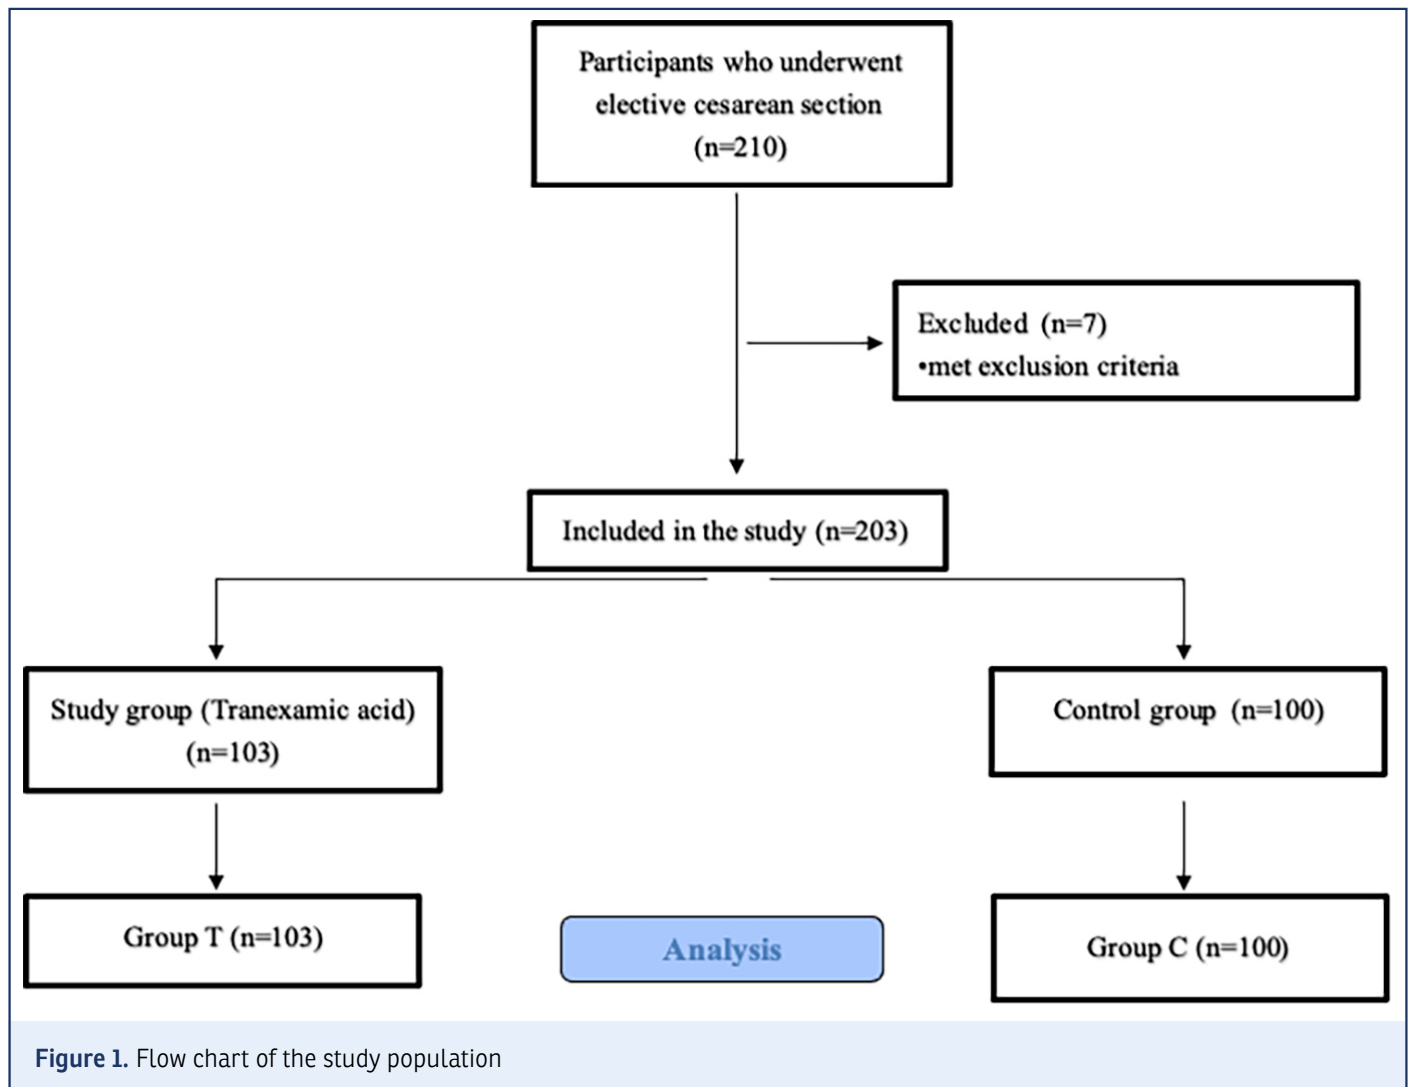 Participants who underwent
elective cesarean section
(n=210)
Excluded (n=7)
•met exclusion criteria
Included in the study (n=203)
Study group (Tranexamic acid)
(n=103)
Control group (n=100)
Group T (n=103)
Analysis
Group C (n=100)
Figure 1. Flow chart of the study population